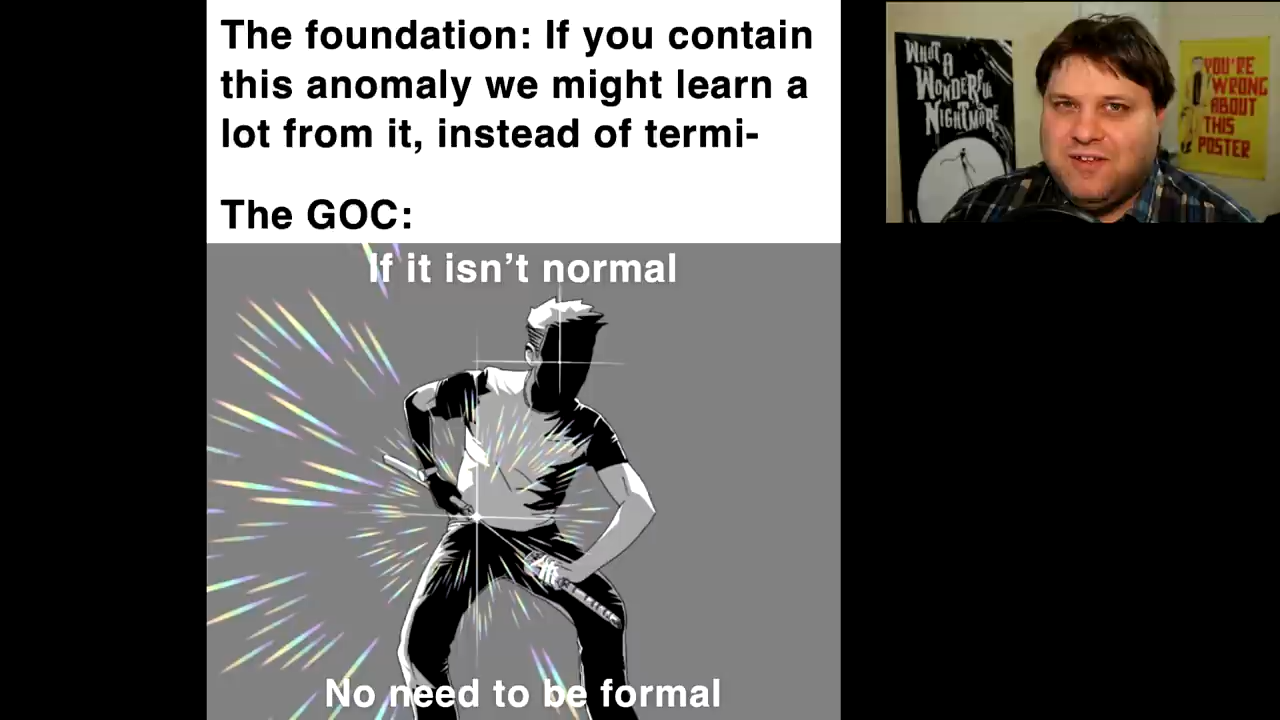 The foundation: If you contain
this anomaly we might learn a
lot from it, instead of termi-
The GOC:
If it isn't normal
No need to be formal
WHAT
A
WONDERFUL
NIGHTMARE
YOU'RE
WRONG
ABOUT
THIS
POSTER